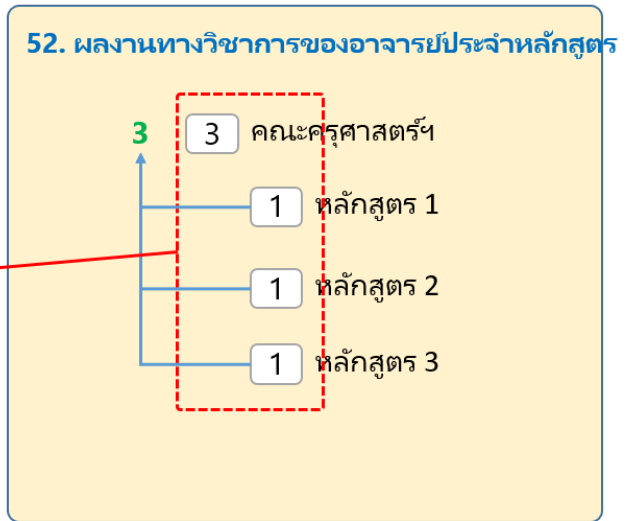 52. ผลงานทางวิชาการของอาจารย์ประจำหลักสูตร
3 3 คณะครุศาสตร์ฯ
1 หลักสูตร 1
1 หลักสูตร 2
1 หลักสูตร 3